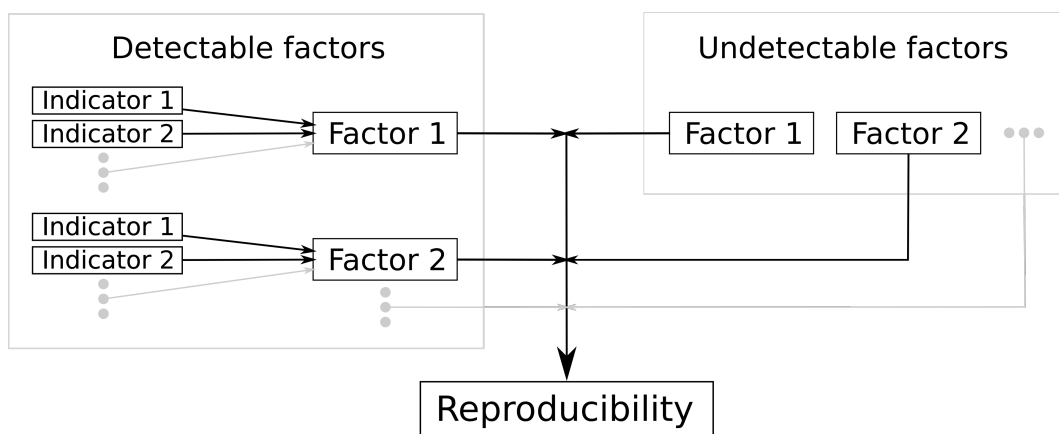 Detectable factors
Indicator 1
Indicator 2
Factor 1
Indicator 1
Indicator 2
Factor 2
Undetectable factors
Factor 1
Factor 2
Reproducibility